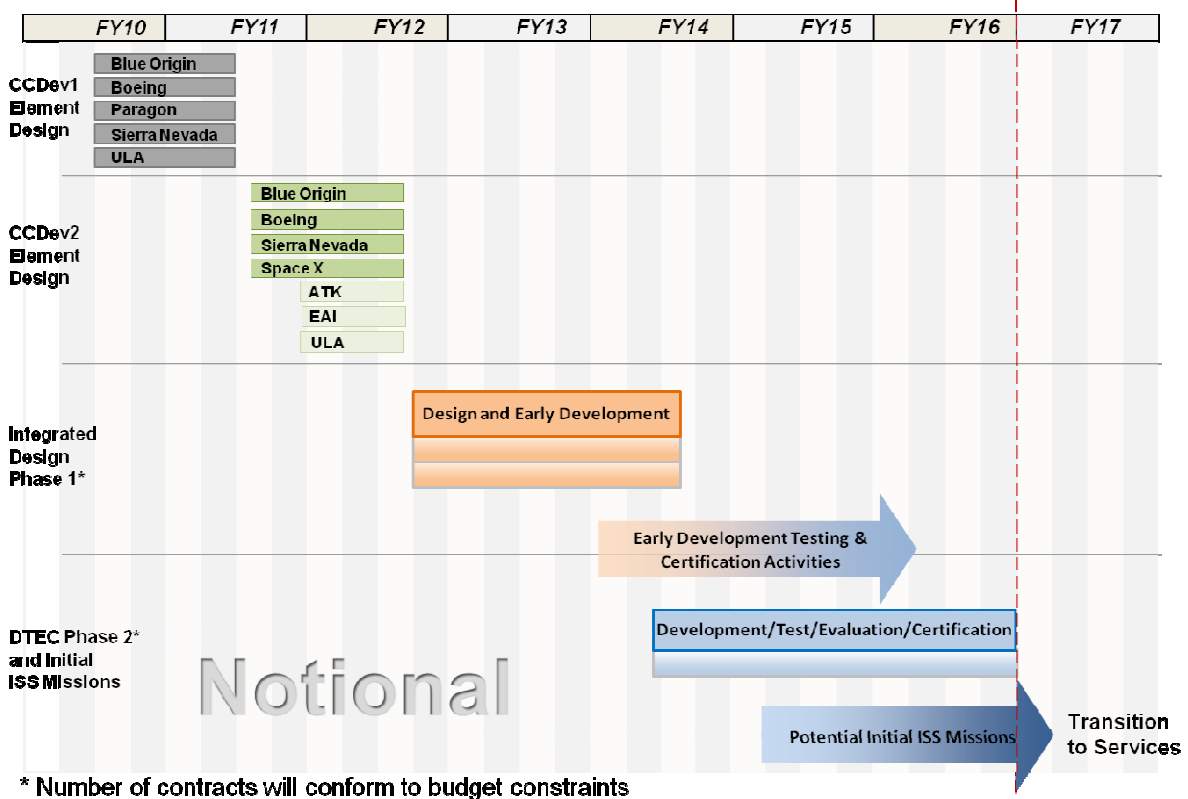 FY10 FY11 FY12 FY13 FY14 FY15 FY16 FY17
CCDev1
Element
Design
Blue Origin
Boeing
Paragon
Sierra Nevada
ULA
CCDev2
Element
Design
Blue Origin
Boeing
Sierra Nevada
Space X
ATK
EAI
ULA
Integrated
Design
Phase 1*
Design and Early Development
Early Development Testing &
Certification Activities
DTEC Phase 2*
and Initial
ISS Missions
Development/Test/Evaluation/Certification
Notional
Potential Initial ISS Missions
Transition
to Services
* Number of contracts will conform to budget constraints